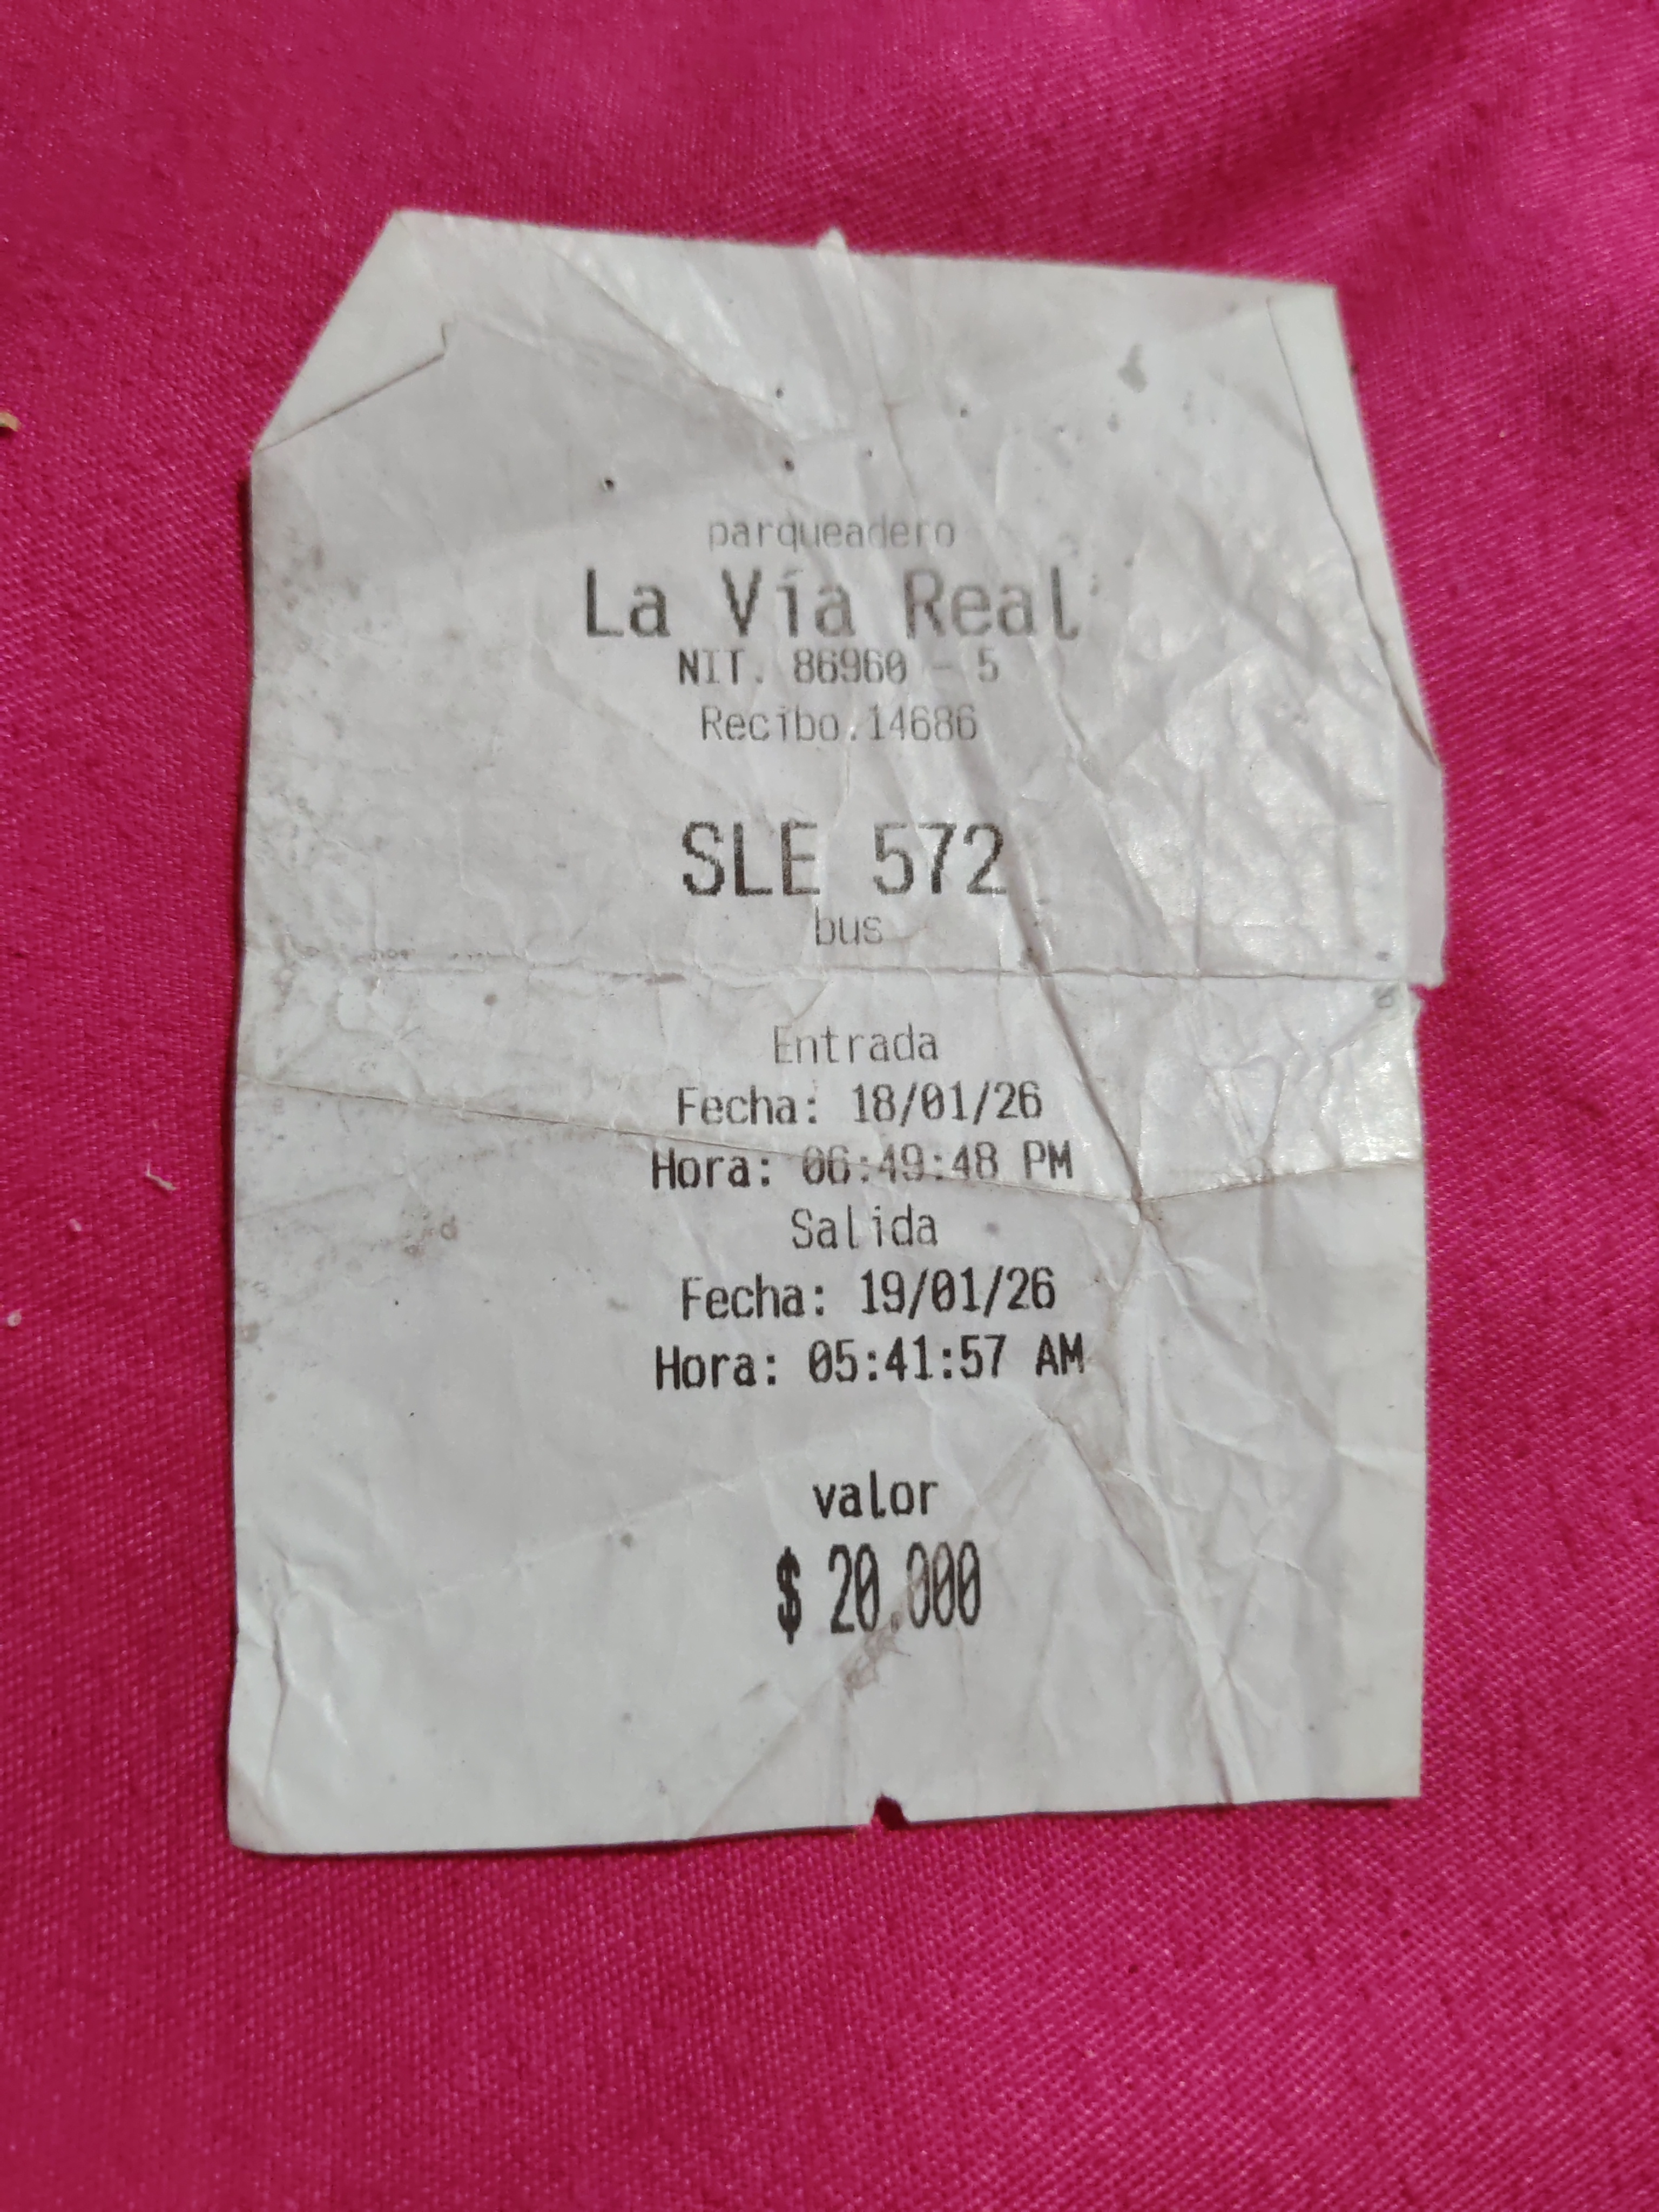 parqueadero
La Vía Real
NIT. 86960 - 5
Recibo.14686
SLE 572
bus
Entrada
Fecha: 18/01/26
Hora: 06:49:48 PM
Salida
Fecha: 19/01/26
Hora: 05:41:57 AM
valor
$ 20.000